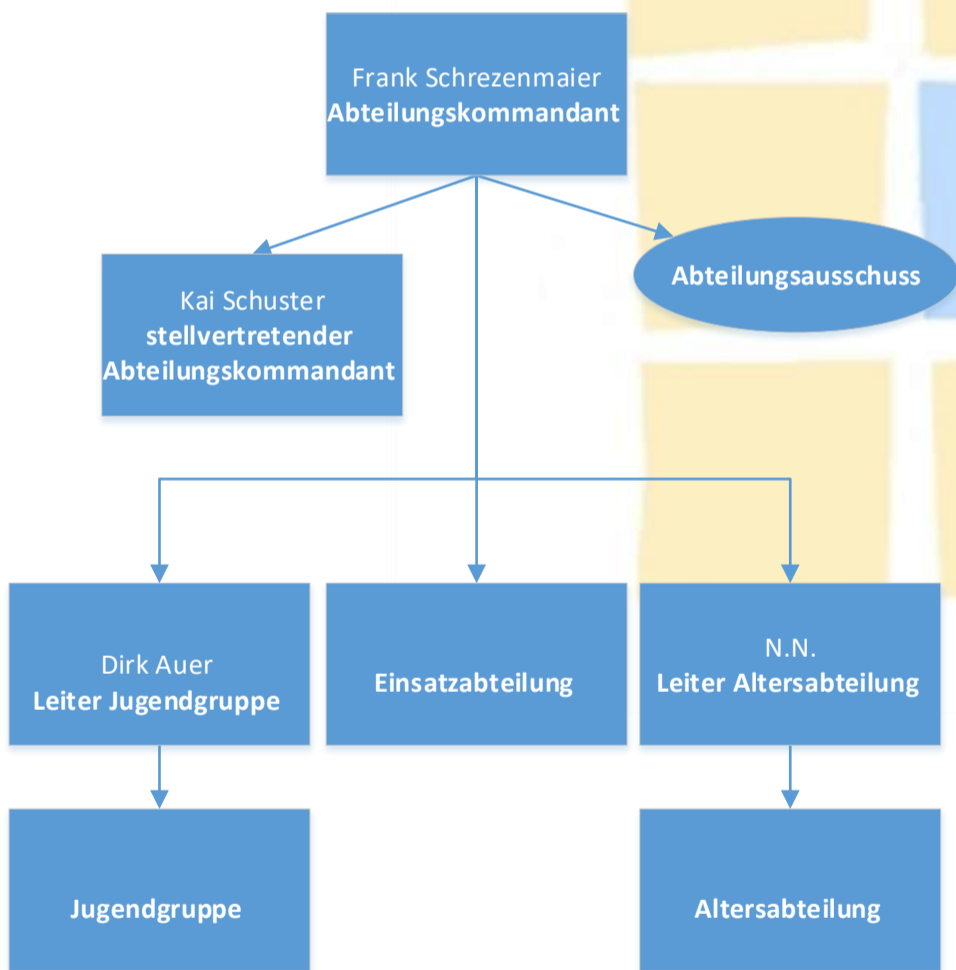 Frank Schrezenmaier
Abteilungskommandant
Abteilungsausschuss
Kai Schuster
stellvertretender
Abteilungskommandant
Dirk Auer
Leiter Jugendgruppe
Einsatzabteilung
N.N.
Leiter Altersabteilung
Jugendgruppe
Altersabteilung